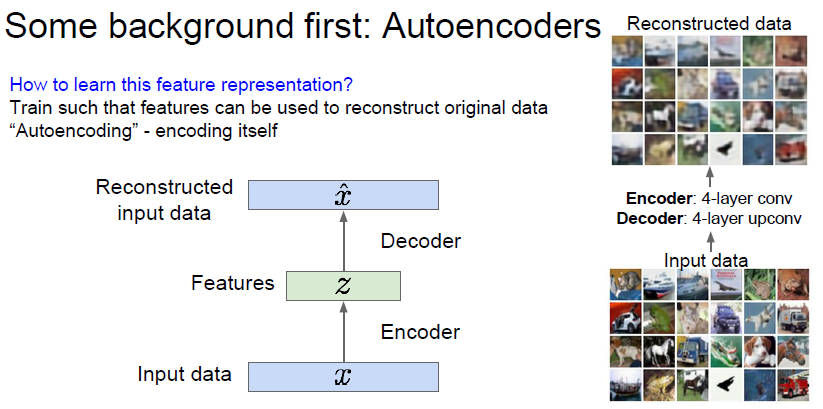 Some background first: Autoencoders
How to learn this feature representation?
Train such that features can be used to reconstruct original data
“Autoencoding” - encoding itself
Reconstructed
input data
x̂
Decoder
Features
z
Encoder
Input data
x
Reconstructed data
Encoder: 4-layer conv
Decoder: 4-layer upconv
Input data